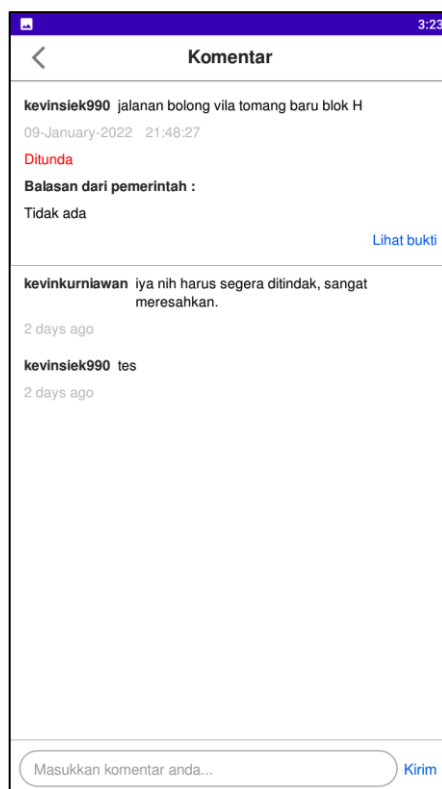 3:23
Komentar
kevinsiek990 jalanan bolong vila tomang baru blok H
09-January-2022 21:48:27
Ditunda
Balasan dari pemerintah :
Tidak ada
Lihat bukti
kevinkurniawan iya nih harus segera ditindak, sangat
meresahkan.
2 days ago
kevinsiek990 tes
2 days ago
Masukkan komentar anda...
Kirim